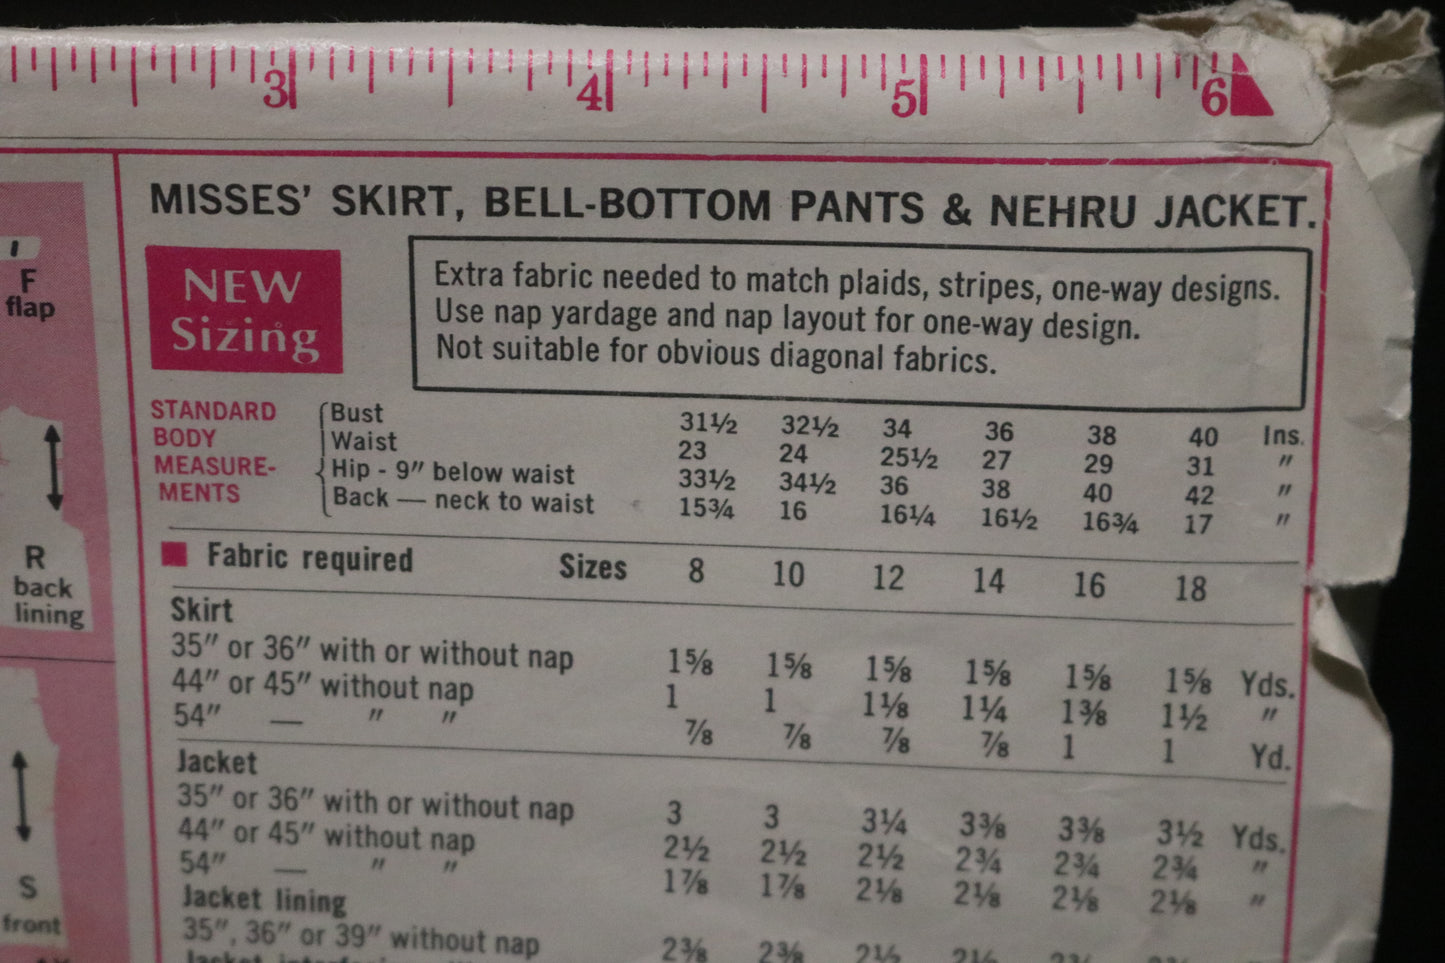 3 4 5 6
MISSES' SKIRT, BELL-BOTTOM PANTS & NEHRU JACKET.
NEW
Sizing
Extra fabric needed to match plaids, stripes, one-way designs.
Use nap yardage and nap layout for one-way design.
Not suitable for obvious diagonal fabrics.
STANDARD
BODY
MEASURE-
MENTS
Bust 31½ 32½ 34 36 38 40 Ins.
Waist 23 24 25½ 27 29 31 "
Hip - 9" below waist 33½ 34½ 36 38 40 42 "
Back — neck to waist 15¾ 16 16¼ 16½ 16¾ 17 "
Fabric required Sizes 8 10 12 14 16 18
Skirt
35" or 36" with or without nap 1⅝ 1⅝ 1⅝ 1⅝ 1⅝ 1⅝ Yds.
44" or 45" without nap 1 1 1⅛ 1¼ 1⅜ 1½ "
54" — " " ⅞ ⅞ ⅞ ⅞ 1 1 Yd.
Jacket
35" or 36" with or without nap 3 3 3¼ 3⅜ 3⅜ 3½ Yds.
44" or 45" without nap 2½ 2½ 2½ 2¾ 2¾ 2¾ "
54" — " " 1⅞ 1⅞ 2⅛ 2⅛ 2⅛ 2⅛ "
Jacket lining
35", 36" or 39" without nap 2⅜ 2⅜ 2½ 2½
Jacket
F
flap
R
back
lining
S
front